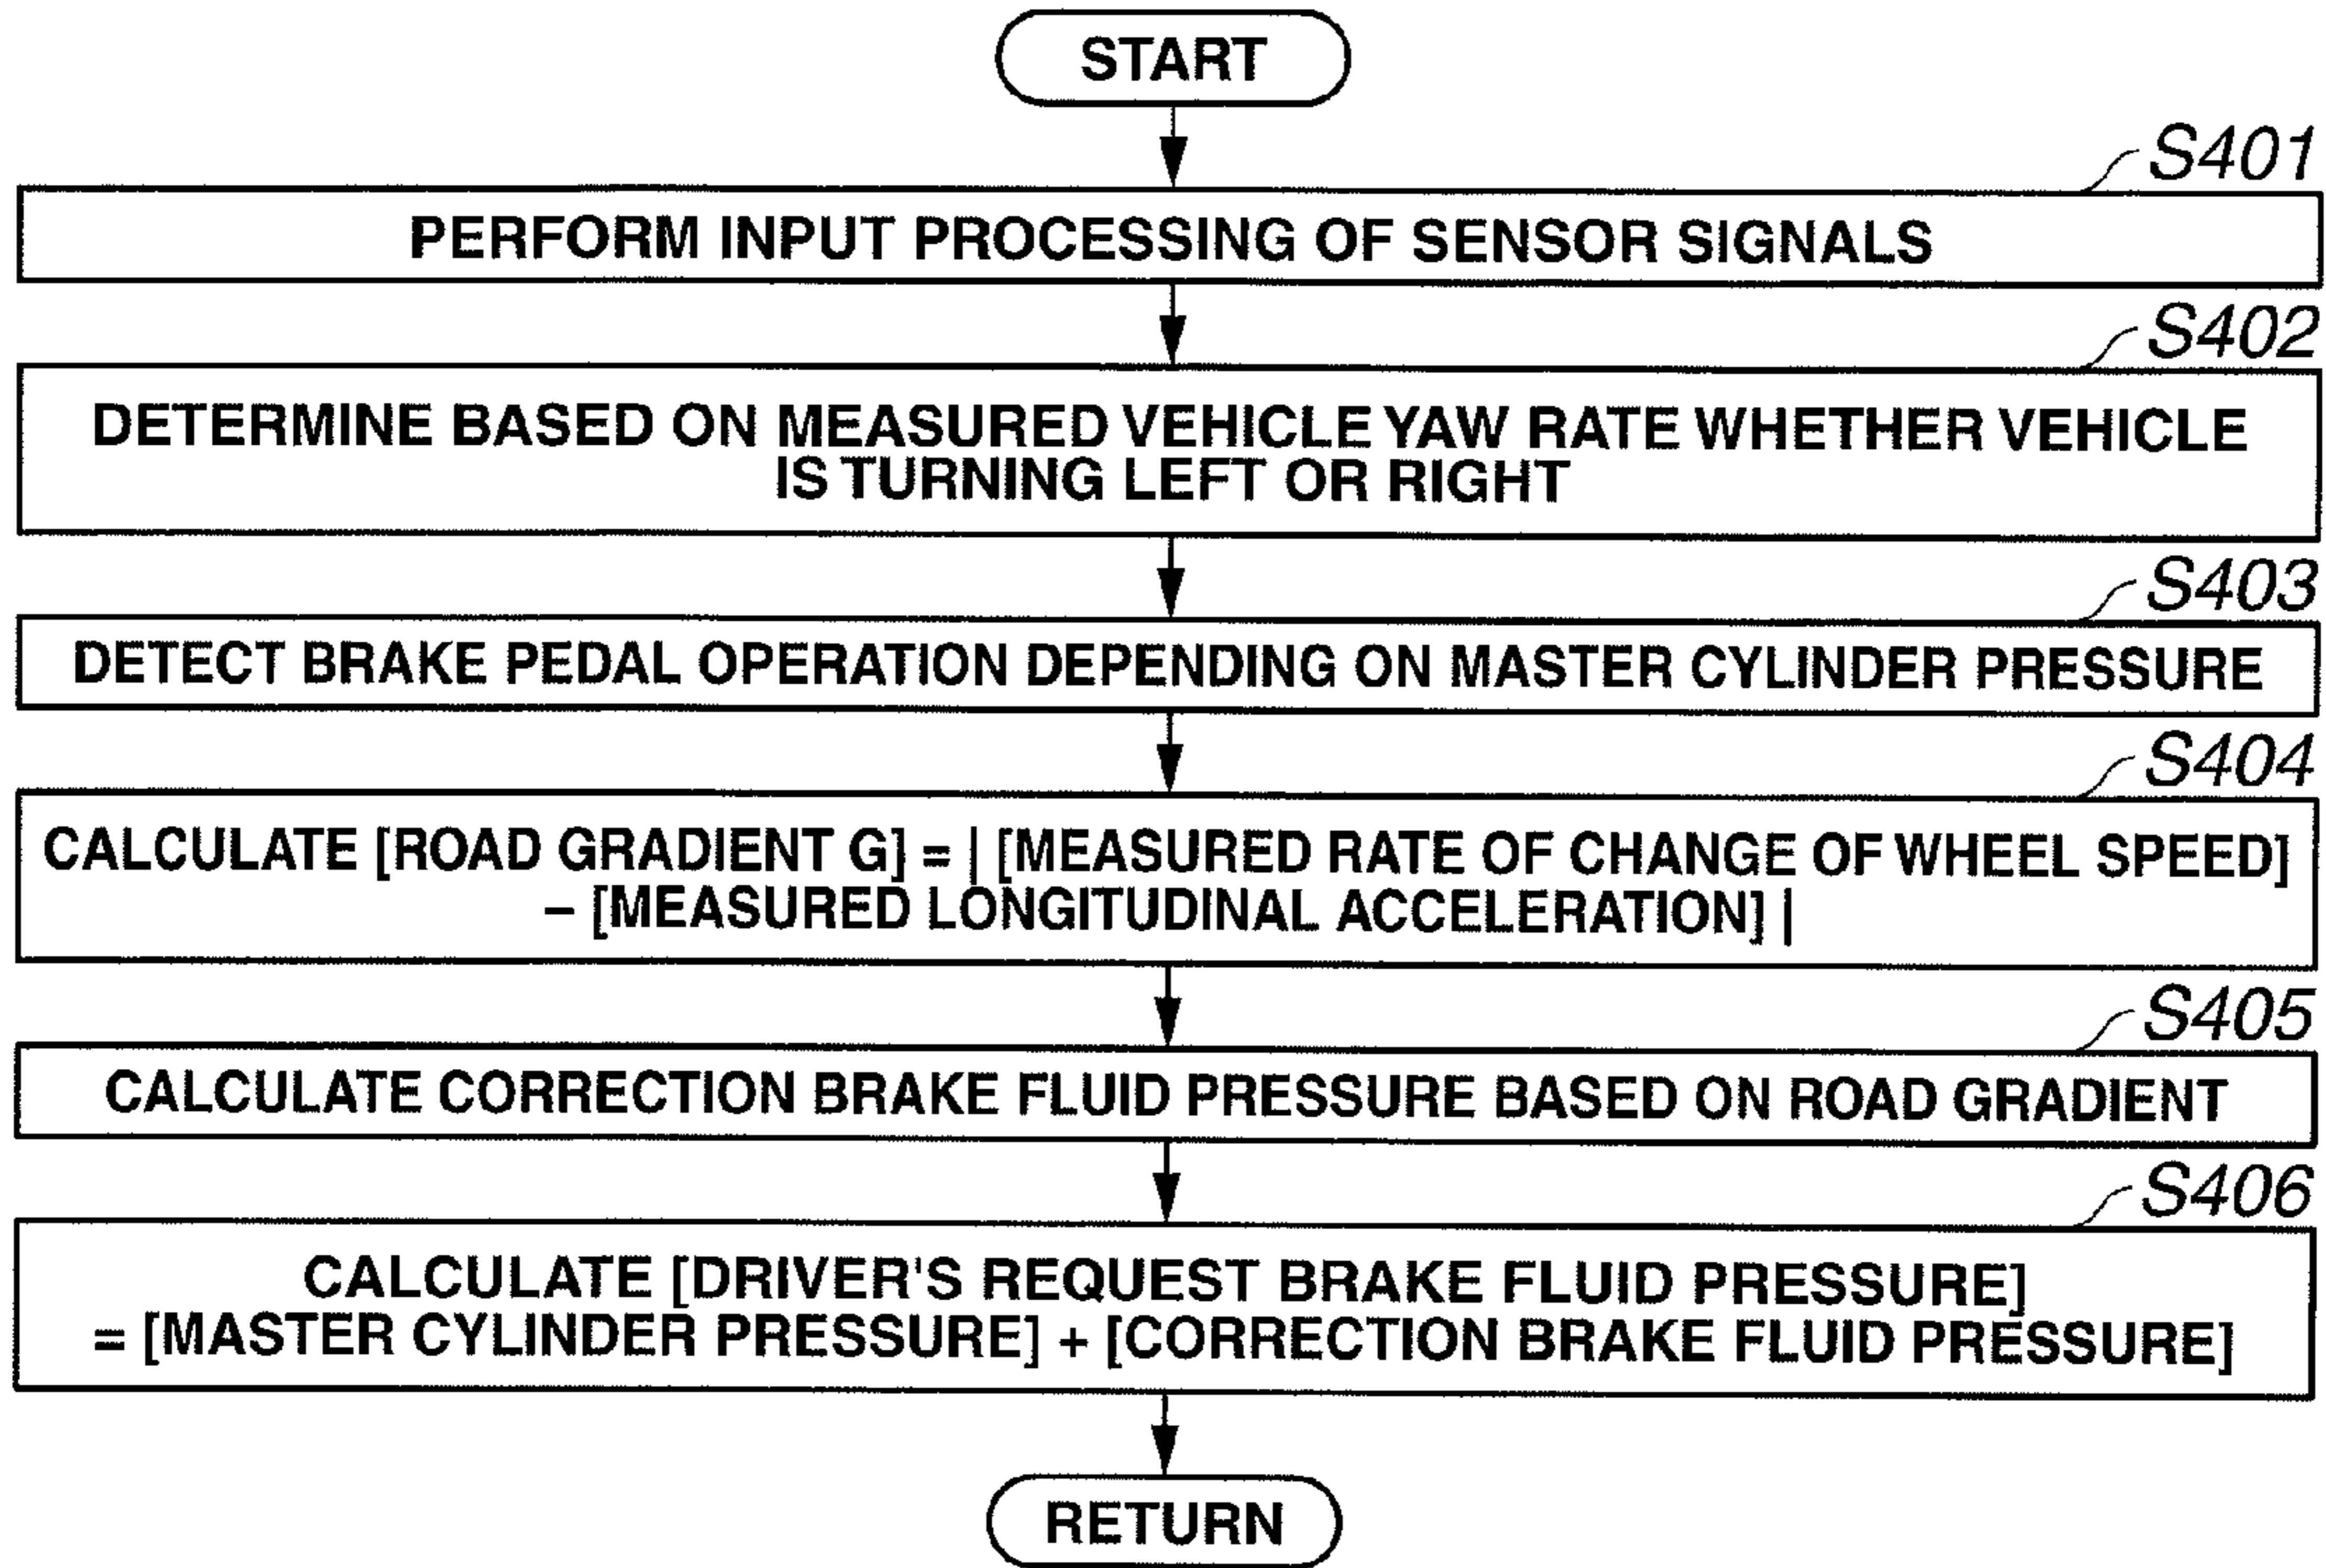 START
S401
PERFORM INPUT PROCESSING OF SENSOR SIGNALS
S402
DETERMINE BASED ON MEASURED VEHICLE YAW RATE WHETHER VEHICLE
IS TURNING LEFT OR RIGHT
S403
DETECT BRAKE PEDAL OPERATION DEPENDING ON MASTER CYLINDER PRESSURE
S404
CALCULATE [ROAD GRADIENT G] = | [MEASURED RATE OF CHANGE OF WHEEL SPEED]
– [MEASURED LONGITUDINAL ACCELERATION] |
S405
CALCULATE CORRECTION BRAKE FLUID PRESSURE BASED ON ROAD GRADIENT
S406
CALCULATE [DRIVER'S REQUEST BRAKE FLUID PRESSURE]
= [MASTER CYLINDER PRESSURE] + [CORRECTION BRAKE FLUID PRESSURE]
RETURN